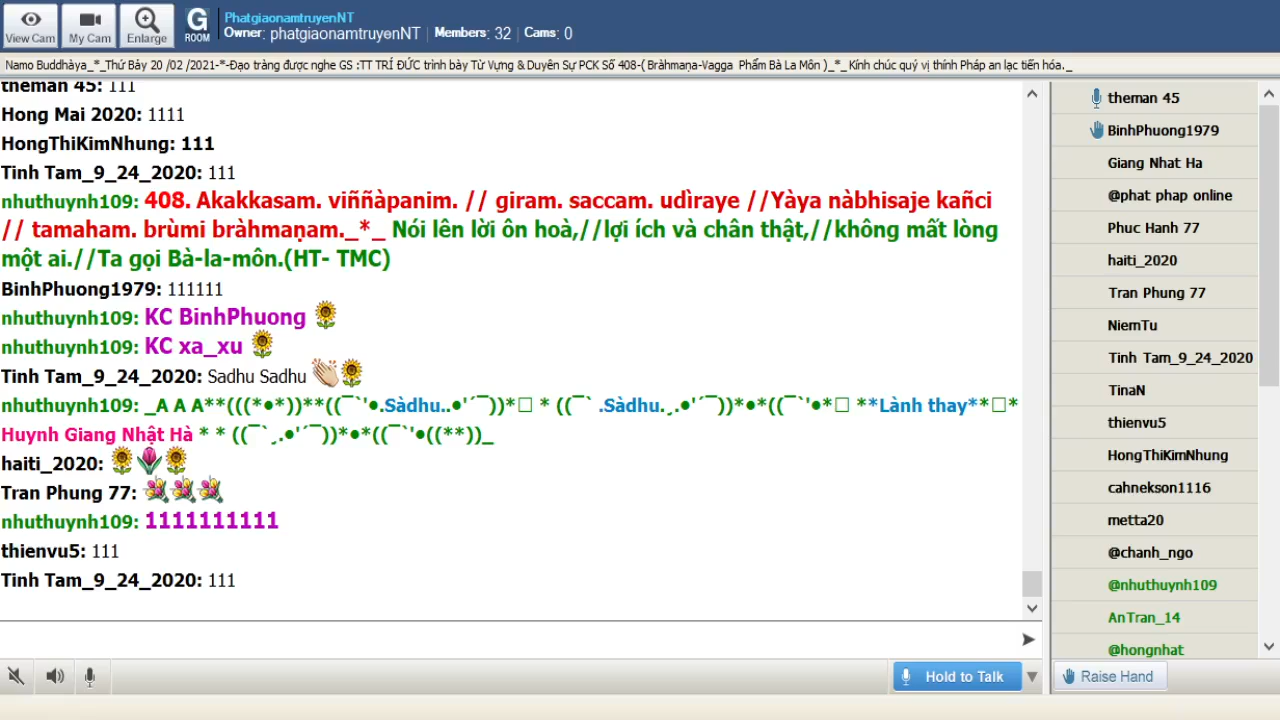 View Cam
My Cam
Enlarge
G
ROOM
PhatgiaonamtruyenNT
Owner: phatgiaonamtruyenNT | Members: 32 | Cams: 0
Namo Buddhàya_*_Thứ Bảy 20 /02 /2021-*-Đạo tràng được nghe GS :TT TRÍ ĐỨC trình bày Từ Vựng & Duyên Sự PCK Số 408-( Bràhmaṇa-Vagga Phẩm Bà La Môn )_*_ Kính chúc quý vị thính Pháp an lạc tiến hóa._
theman 45: 111
Hong Mai 2020: 1111
HongThiKimNhung: 111
Tinh Tam_9_24_2020: 111
nhuthuynh109: 408. Akakkasam. viññàpanim. // giram. saccam. udìraye //Yàya nàbhisaje kañci
// tamaham. brùmi bràhmaṇam._*_ Nói lên lời ôn hoà,//lợi ích và chân thật,//không mất lòng
một ai.//Ta gọi Bà-la-môn.(HT- TMC)
BinhPhuong1979: 111111
nhuthuynh109: KC BinhPhuong
nhuthuynh109: KC xa_xu
Tinh Tam_9_24_2020: Sadhu Sadhu
nhuthuynh109: _A A A**(((*•*))**((¯`'•.Sàdhu..•'´¯))*□ * ((¯` .Sàdhu.¸.•'´¯))*•*((¯`'•*□ **Lành thay**□*
Huynh Giang Nhật Hà * * ((¯`¸.•'´¯))*•*((¯`'•((**))_
haiti_2020:
Tran Phung 77:
nhuthuynh109: 1111111111
thienvu5: 111
Tinh Tam_9_24_2020: 111
Hold to Talk
theman 45
BinhPhuong1979
Giang Nhat Ha
@phat phap online
Phuc Hanh 77
haiti_2020
Tran Phung 77
NiemTu
Tinh Tam_9_24_2020
TinaN
thienvu5
HongThiKimNhung
cahnekson1116
metta20
@chanh_ngo
@nhuthuynh109
AnTran_14
@hongnhat
Raise Hand